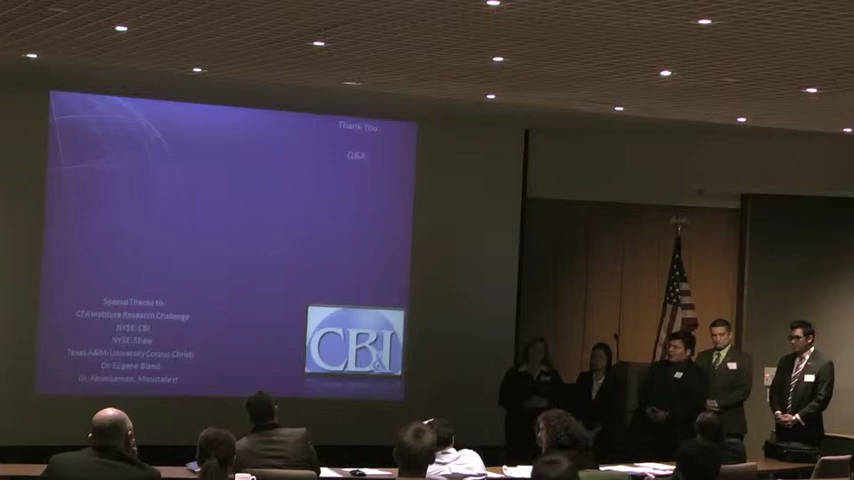 Thank You
Q&A
Special Thanks to:
CFA Institute Research Challenge
NYSE: CBI
NYSE: Shaw
Texas A&M-University Corpus Christi
Dr. Eugene Bland
CB&I